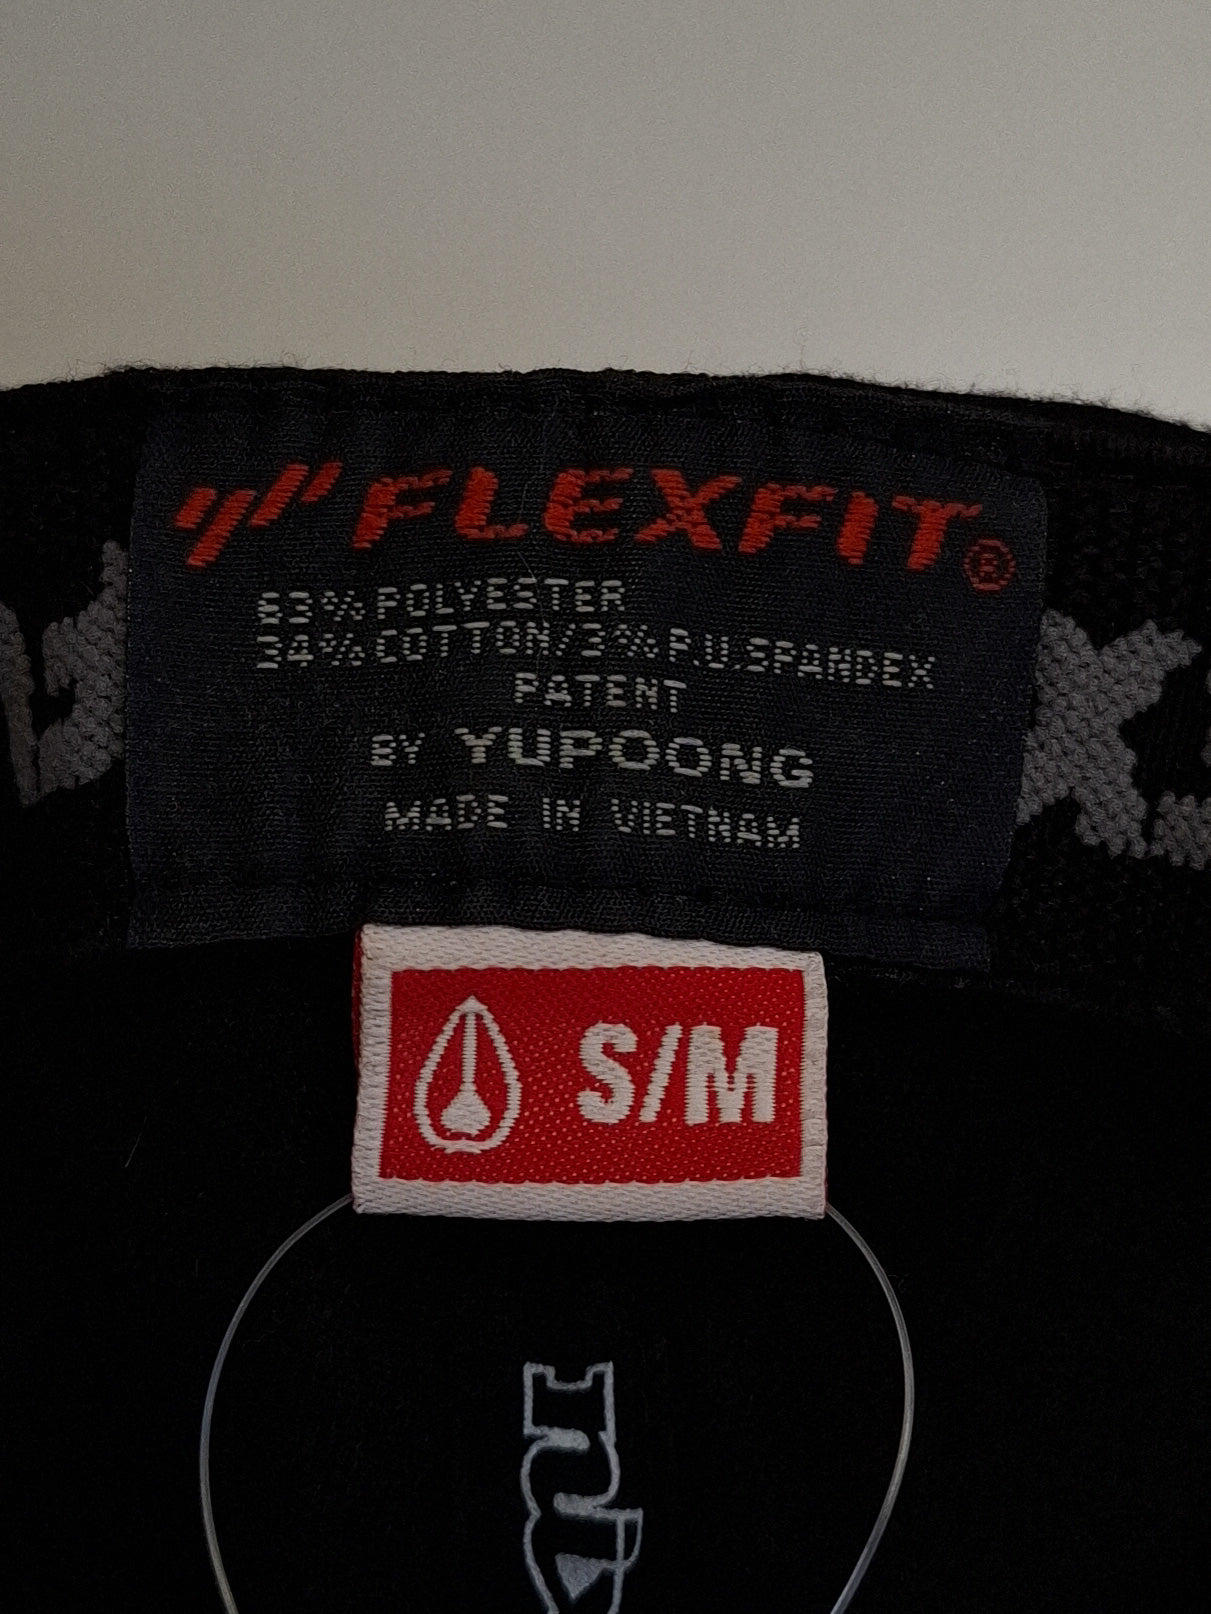 FLEXFIT®
63% POLYESTER
34% COTTON/3% P.U.SPANDEX
PATENT
BY YUPOONG
MADE IN VIETNAM
S/M